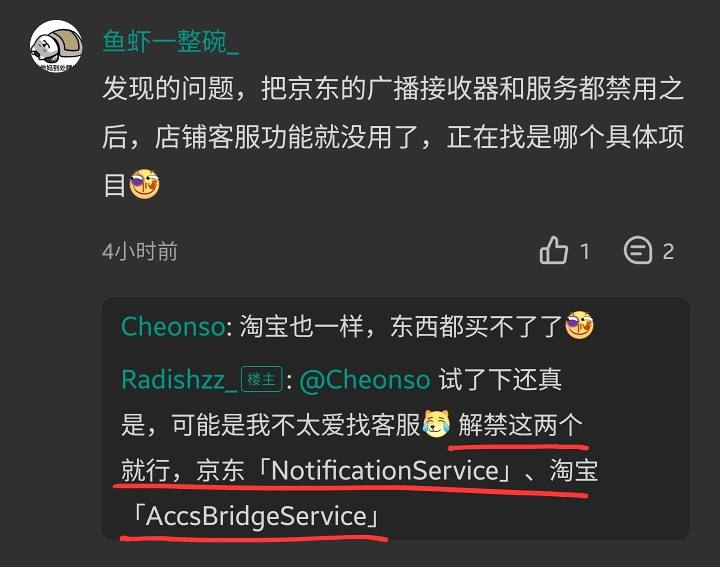 鱼虾一整碗_
发现的问题，把京东的广播接收器和服务都禁用之
后，店铺客服功能就没用了，正在找是哪个具体项
目
4小时前 1 2
Cheonso: 淘宝也一样，东西都买不了了
Radishzz_ 楼主: @Cheonso 试了下还真
是，可能是我不太爱找客服 解禁这两个
就行，京东「NotificationService」、淘宝
「AccsBridgeService」